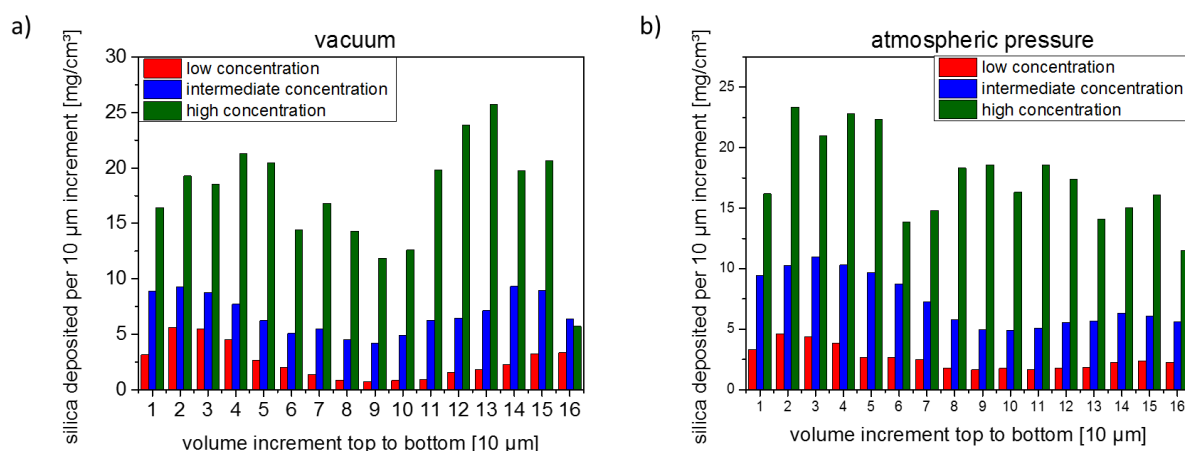 a)
vacuum
silica deposited per 10 µm increment [mg/cm³]
30
25
20
15
10
5
0
low concentration
intermediate concentration
high concentration
1 2 3 4 5 6 7 8 9 10 11 12 13 14 15 16
volume increment top to bottom [10 µm]
b)
atmospheric pressure
silica deposited per 10 µm increment [mg/cm³]
25
20
15
10
5
0
low concentration
intermediate concentration
high concentration
1 2 3 4 5 6 7 8 9 10 11 12 13 14 15 16
volume increment top to bottom [10 µm]